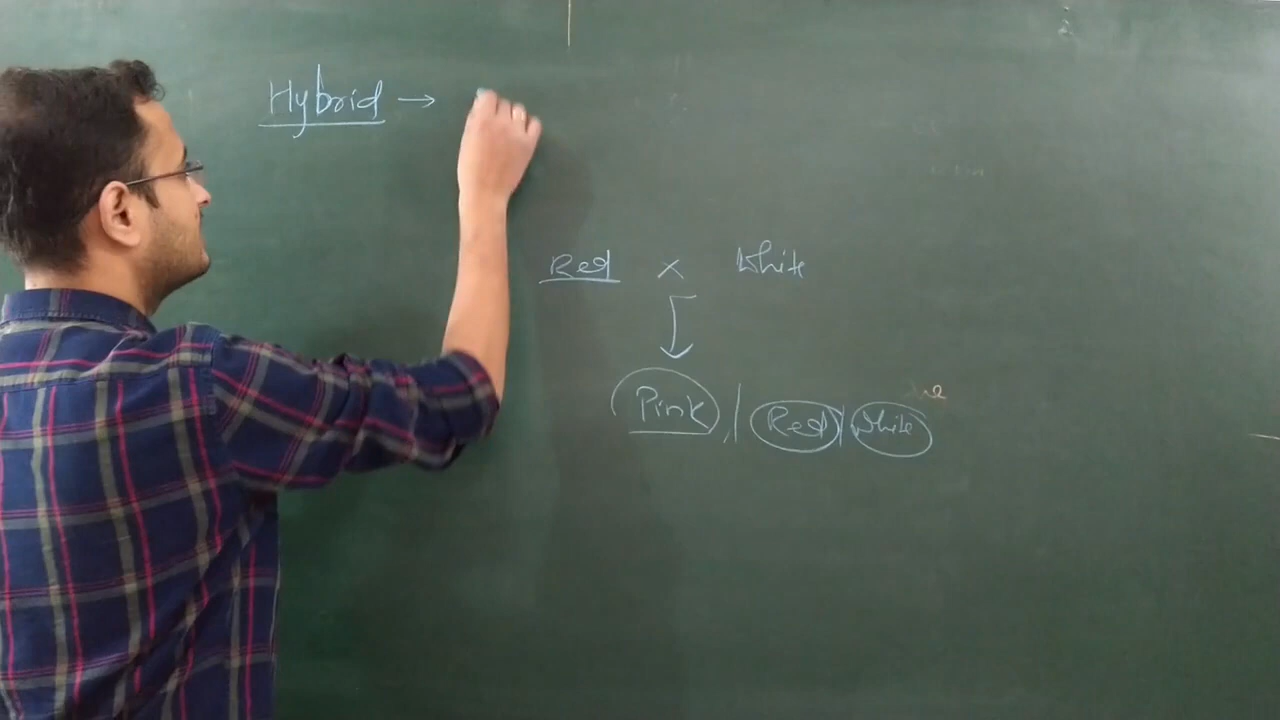 Hybrid →
Red × White
Pink / Red / White